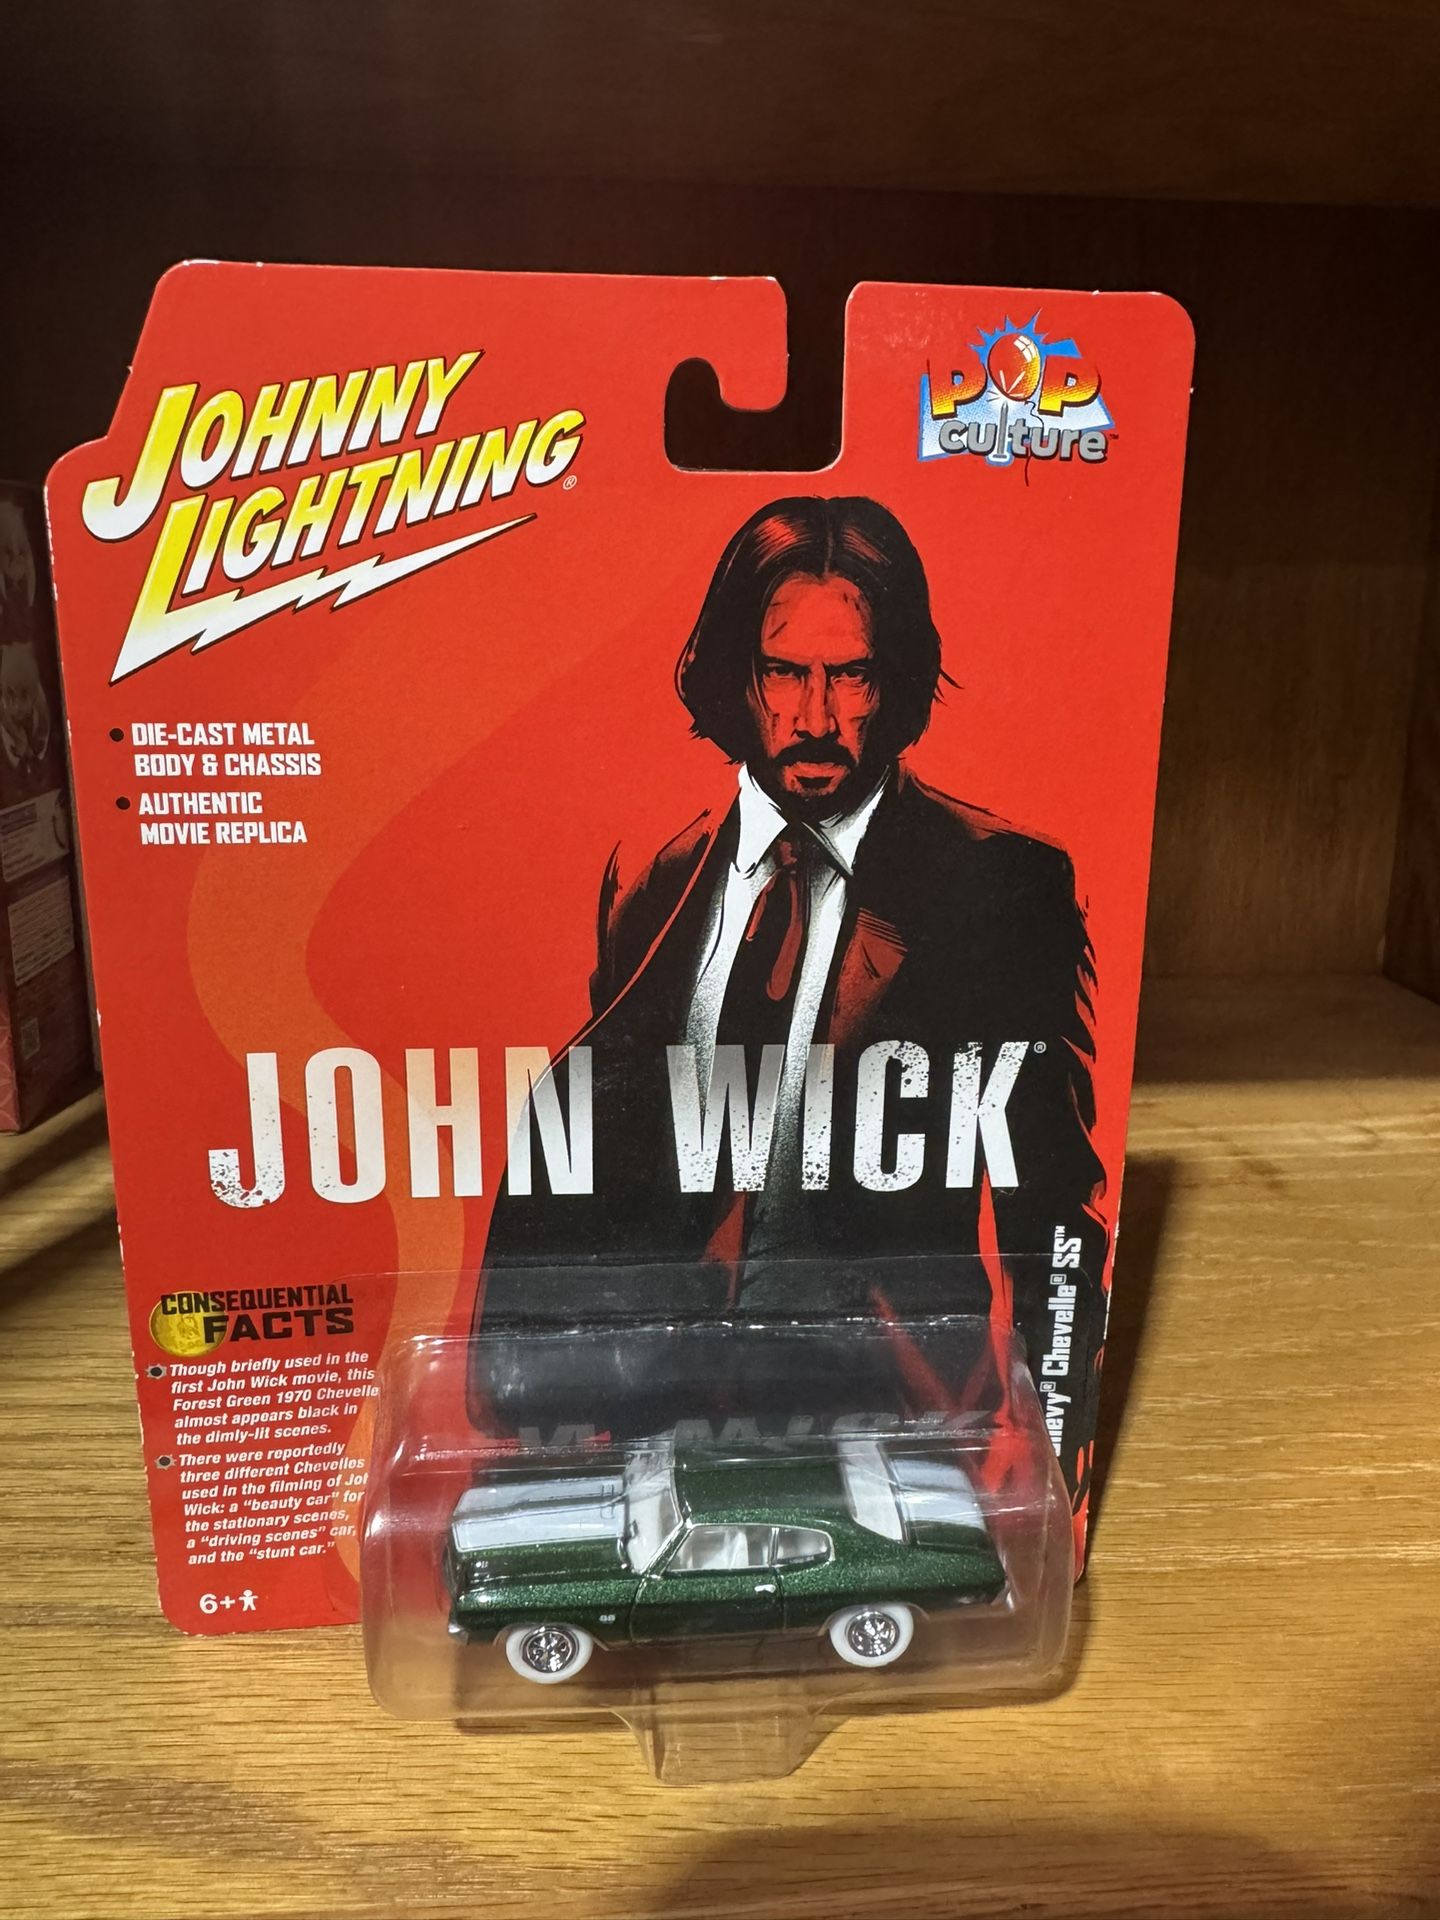 JOHNNY
LIGHTNING®
POP
culture™
• DIE-CAST METAL
BODY & CHASSIS
• AUTHENTIC
MOVIE REPLICA
JOHN WICK®
CONSEQUENTIAL
FACTS
Though briefly used in the
first John Wick movie, this
Forest Green 1970 Chevelle
almost appears black in
the dimly-lit scenes.
There were reportedly
three different Chevelles
used in the filming of
Wick: a "beauty car" for
the stationary scenes,
a "driving scenes" car,
and the "stunt car."
6+
Chevelle® SS™
SS